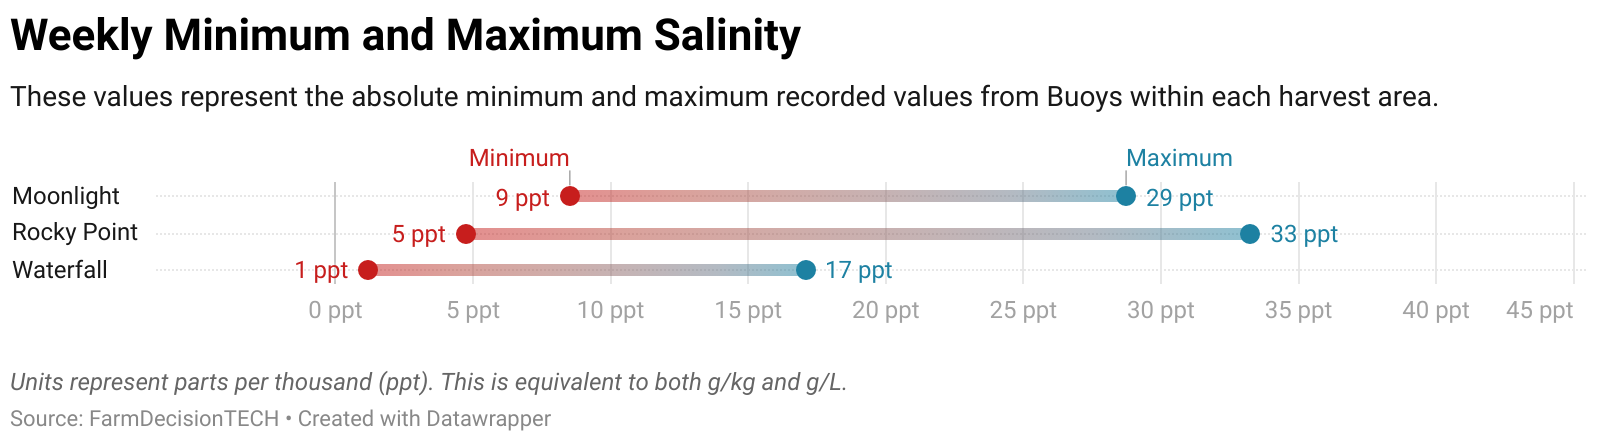 Weekly Minimum and Maximum Salinity
These values represent the absolute minimum and maximum recorded values from Buoys within each harvest area.
Minimum Maximum
Moonlight 9 ppt 29 ppt
Rocky Point 5 ppt 33 ppt
Waterfall 1 ppt 17 ppt
0 ppt 5 ppt 10 ppt 15 ppt 20 ppt 25 ppt 30 ppt 35 ppt 40 ppt 45 ppt
Units represent parts per thousand (ppt). This is equivalent to both g/kg and g/L.
Source: FarmDecisionTECH • Created with Datawrapper